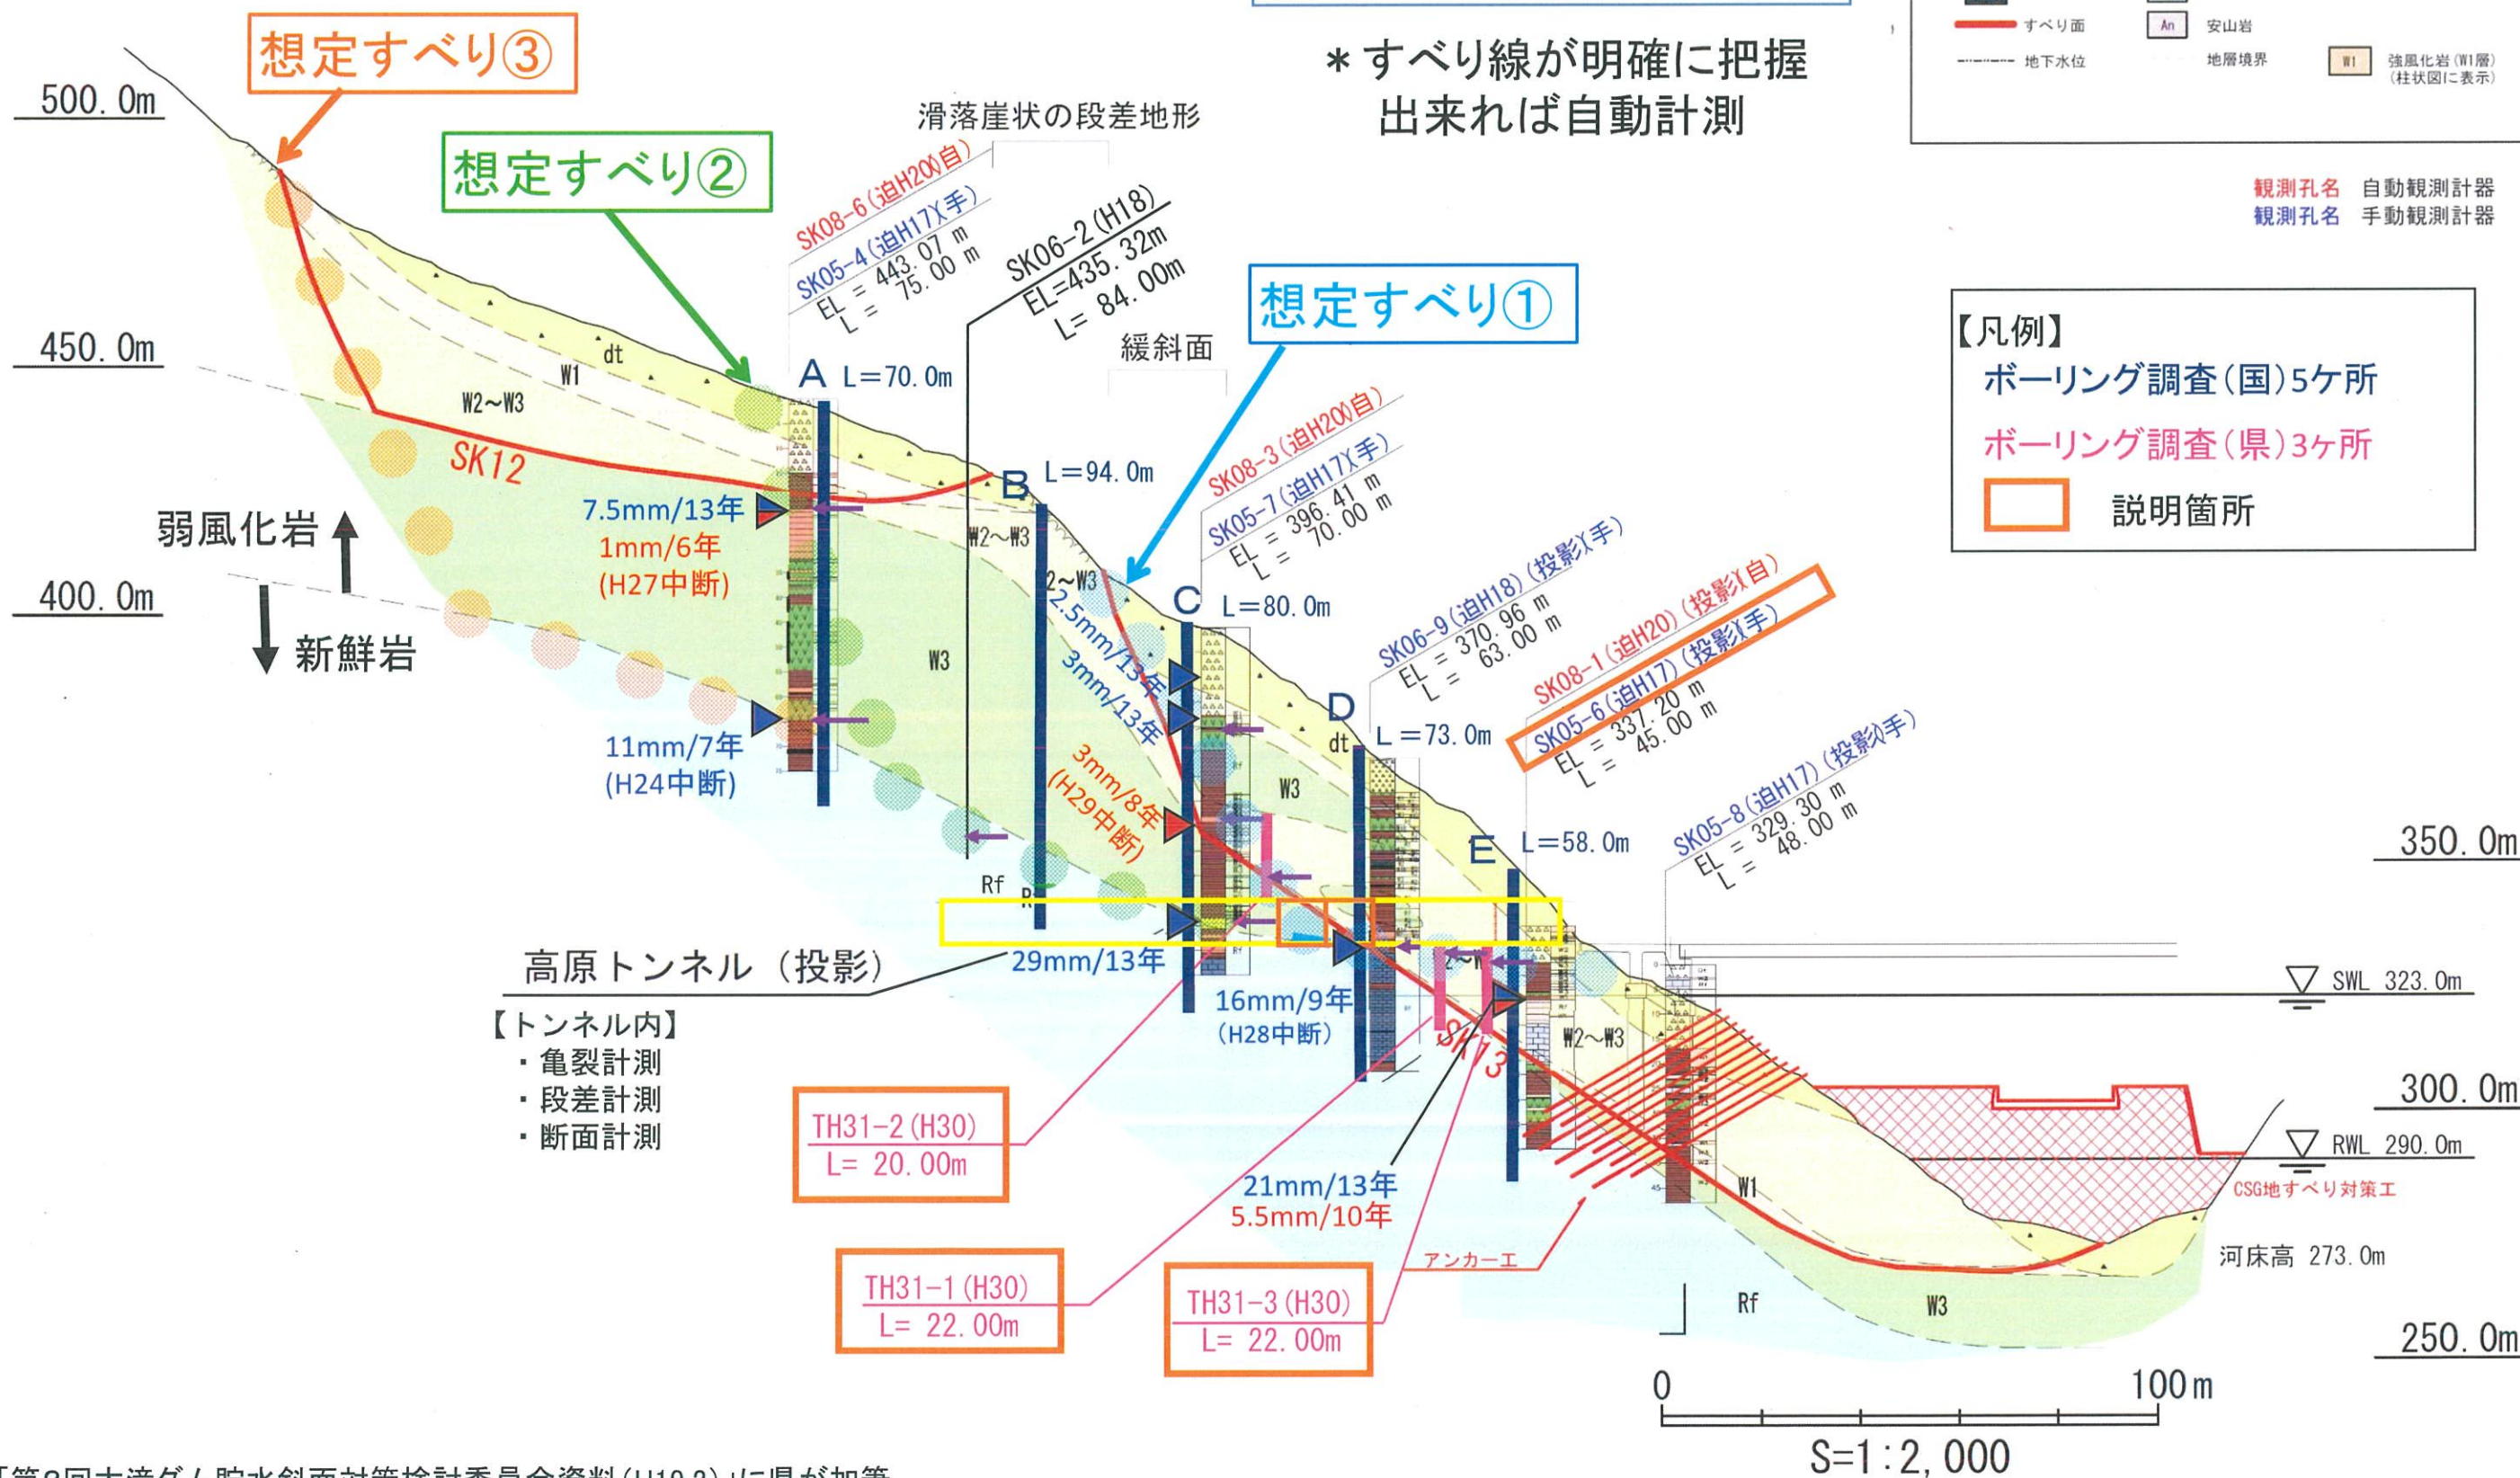 想定すべり③
500.0m
＊すべり線が明確に把握
出来れば自動計測
すべり面
An 安山岩
地下水位
地層境界
W1 強風化岩(W1層)
(柱状図に表示)
滑落崖状の段差地形
想定すべり②
観測孔名 自動観測計器
観測孔名 手動観測計器
SK08-6(迫H20)(自)
SK05-4(迫H17)(手)
EL = 443.07 m
L = 75.00 m
SK06-2(H18)
EL=435.32m
L= 84.00m
想定すべり①
緩斜面
【凡例】
ボーリング調査(国)5ケ所
ボーリング調査(県)3ヶ所
説明箇所
450.0m
dt
W1
W2～W3
A L=70.0m
SK12
B L=94.0m
SK08-3(迫H20)(自)
SK05-7(迫H17)(手)
EL = 396.41 m
L = 70.00 m
7.5mm/13年
1mm/6年
(H27中断)
弱風化岩
新鮮岩
400.0m
W2～W3
2～W3
2.5mm/13年
3mm/13年
C L=80.0m
SK06-9(迫H18)(投影)(手)
EL = 370.96 m
L = 63.00 m
SK08-1(迫H20)(投影)(自)
SK05-6(迫H17)(投影)(手)
EL = 337.20 m
L = 45.00 m
W3
11mm/7年
(H24中断)
3mm/8年
(H29中断)
D
dt
L=73.0m
W3
SK05-8(迫H17)(投影)(手)
EL = 329.30 m
L = 48.00 m
E L=58.0m
350.0m
Rf
R
高原トンネル（投影）
29mm/13年
【トンネル内】
・亀裂計測
・段差計測
・断面計測
16mm/9年
(H28中断)
SK13
W2～W3
SWL 323.0m
300.0m
TH31-2(H30)
L= 20.00m
RWL 290.0m
21mm/13年
5.5mm/10年
W1
CSG地すべり対策工
アンカー工
河床高 273.0m
TH31-1(H30)
L= 22.00m
TH31-3(H30)
L= 22.00m
Rf
W3
250.0m
0 100m
S=1:2,000